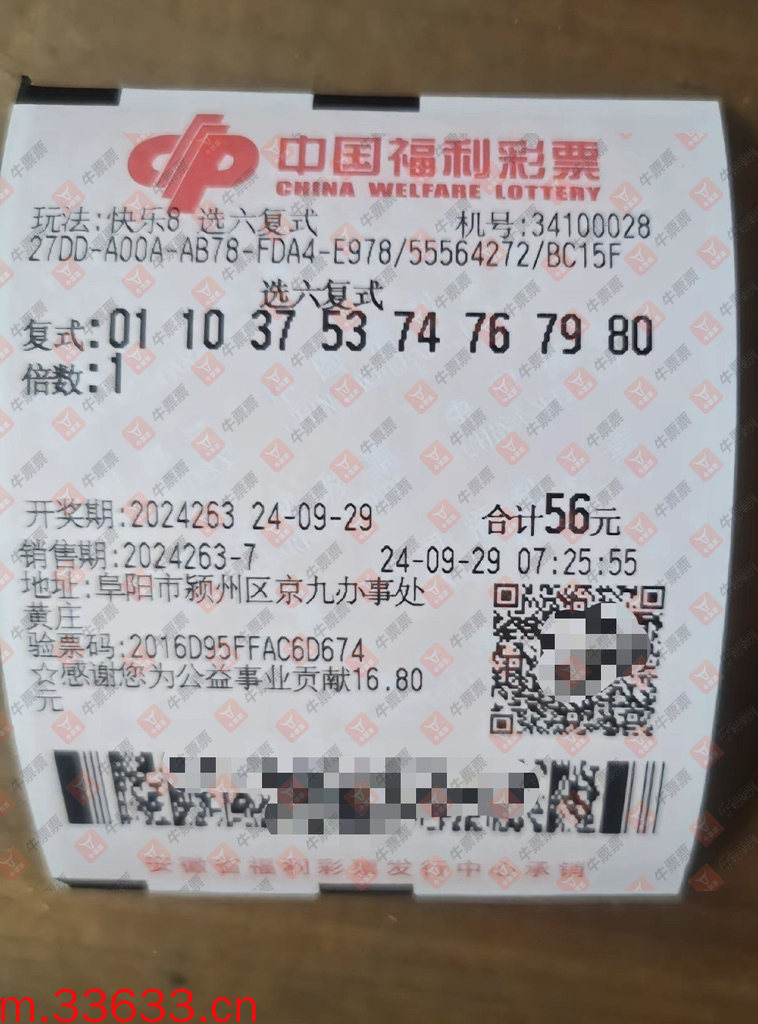 中国福利彩票
CHINA WELFARE LOTTERY
玩法:快乐8 选六复式 机号:34100028
27DD-A00A-AB78-FDA4-E978/55564272/BC15F
选六复式
复式:01 10 37 53 74 76 79 80
倍数:1
开奖期:2024263 24-09-29 合计56元
销售期:2024263-7 24-09-29 07:25:55
地址:阜阳市颍州区京九办事处
黄庄
验票码:2016D95FFAC6D674
☆感谢您为公益事业贡献16.80
元
安徽省福利彩票发行中心承销
牛票票
m.33633.cn